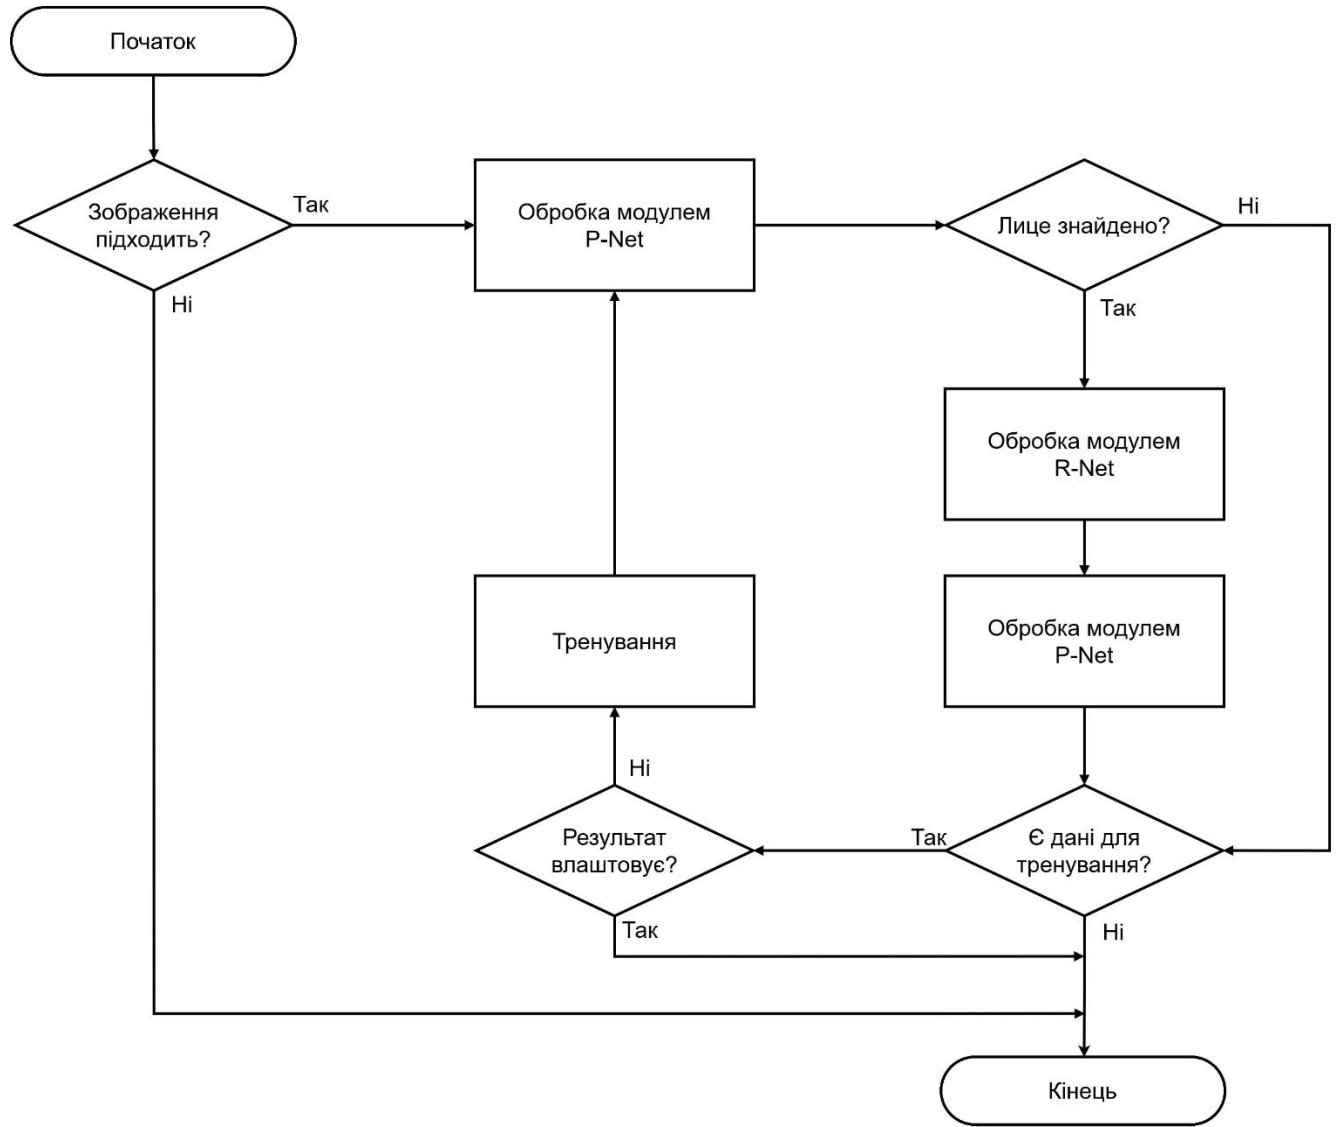 Початок
Зображення
підходить?
Так
Ні
Обробка модулем
P-Net
Лице знайдено?
Ні
Так
Обробка модулем
R-Net
Обробка модулем
P-Net
Тренування
Ні
Результат
влаштовує?
Так
Так
Є дані для
тренування?
Ні
Кінець